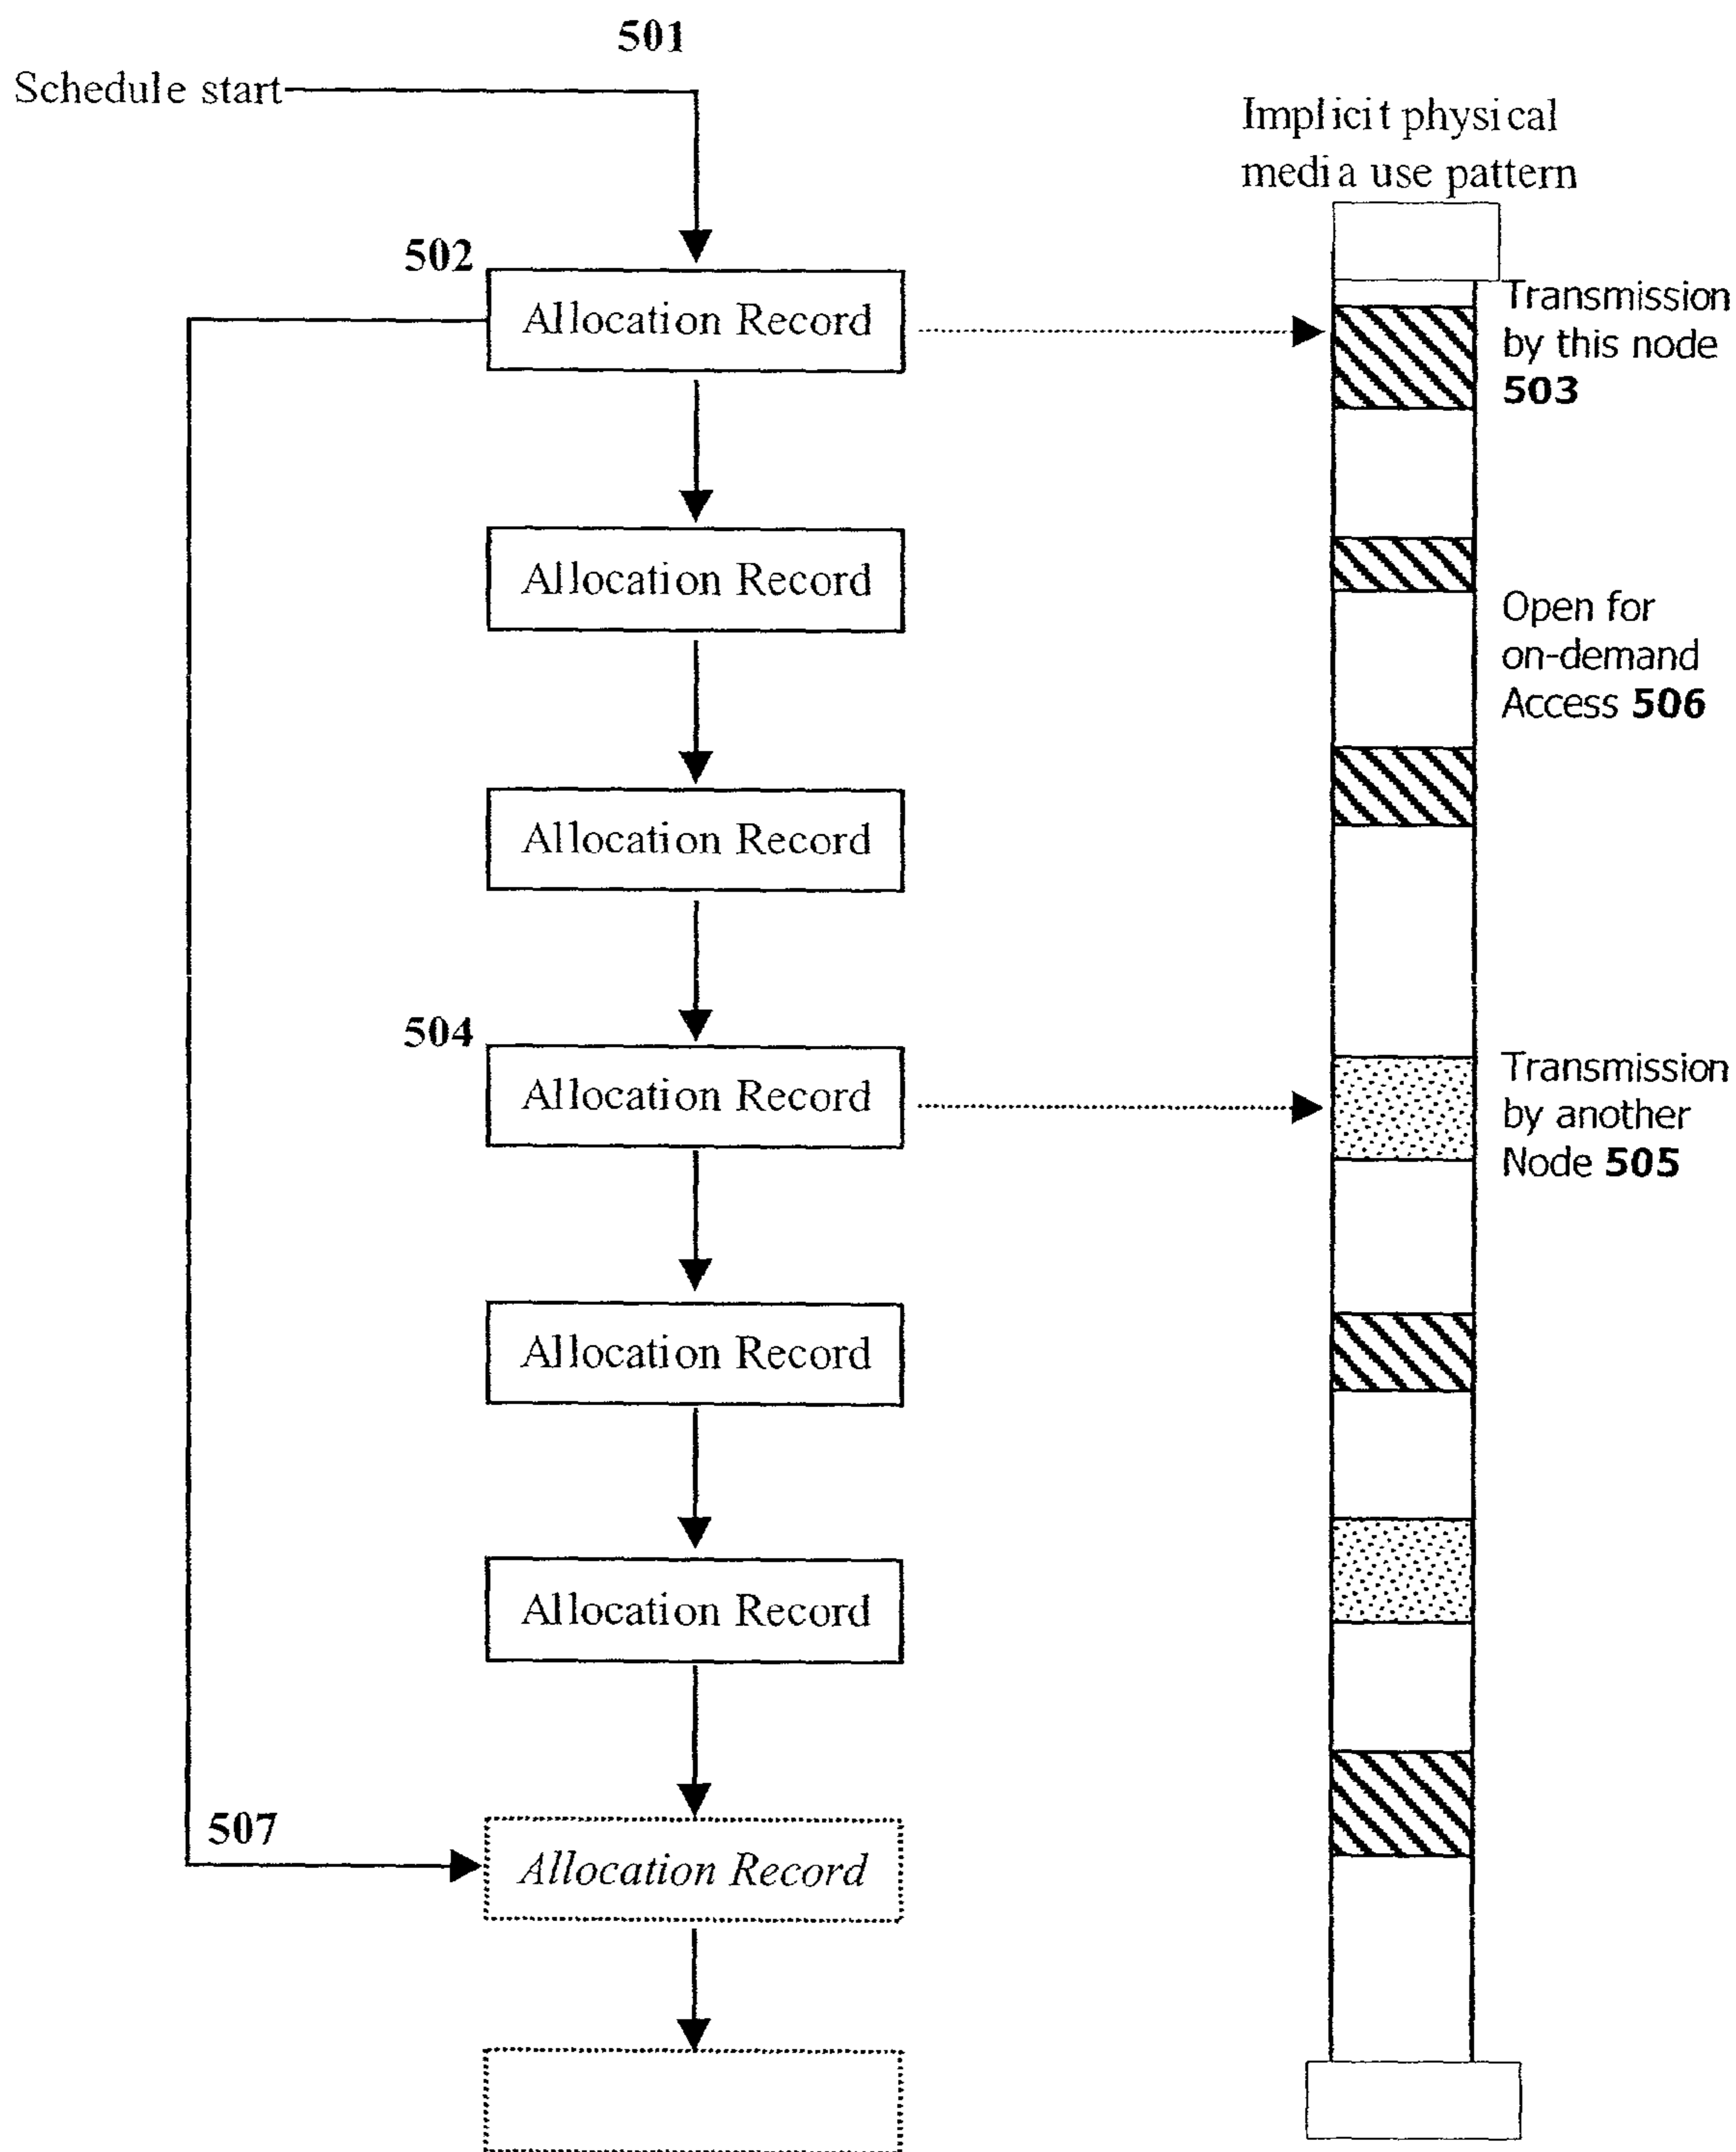 501
Schedule start
Implicit physical
media use pattern
502
Allocation Record
Transmission
by this node
503
Allocation Record
Open for
on-demand
Access 506
Allocation Record
504
Allocation Record
Transmission
by another
Node 505
Allocation Record
Allocation Record
507
Allocation Record